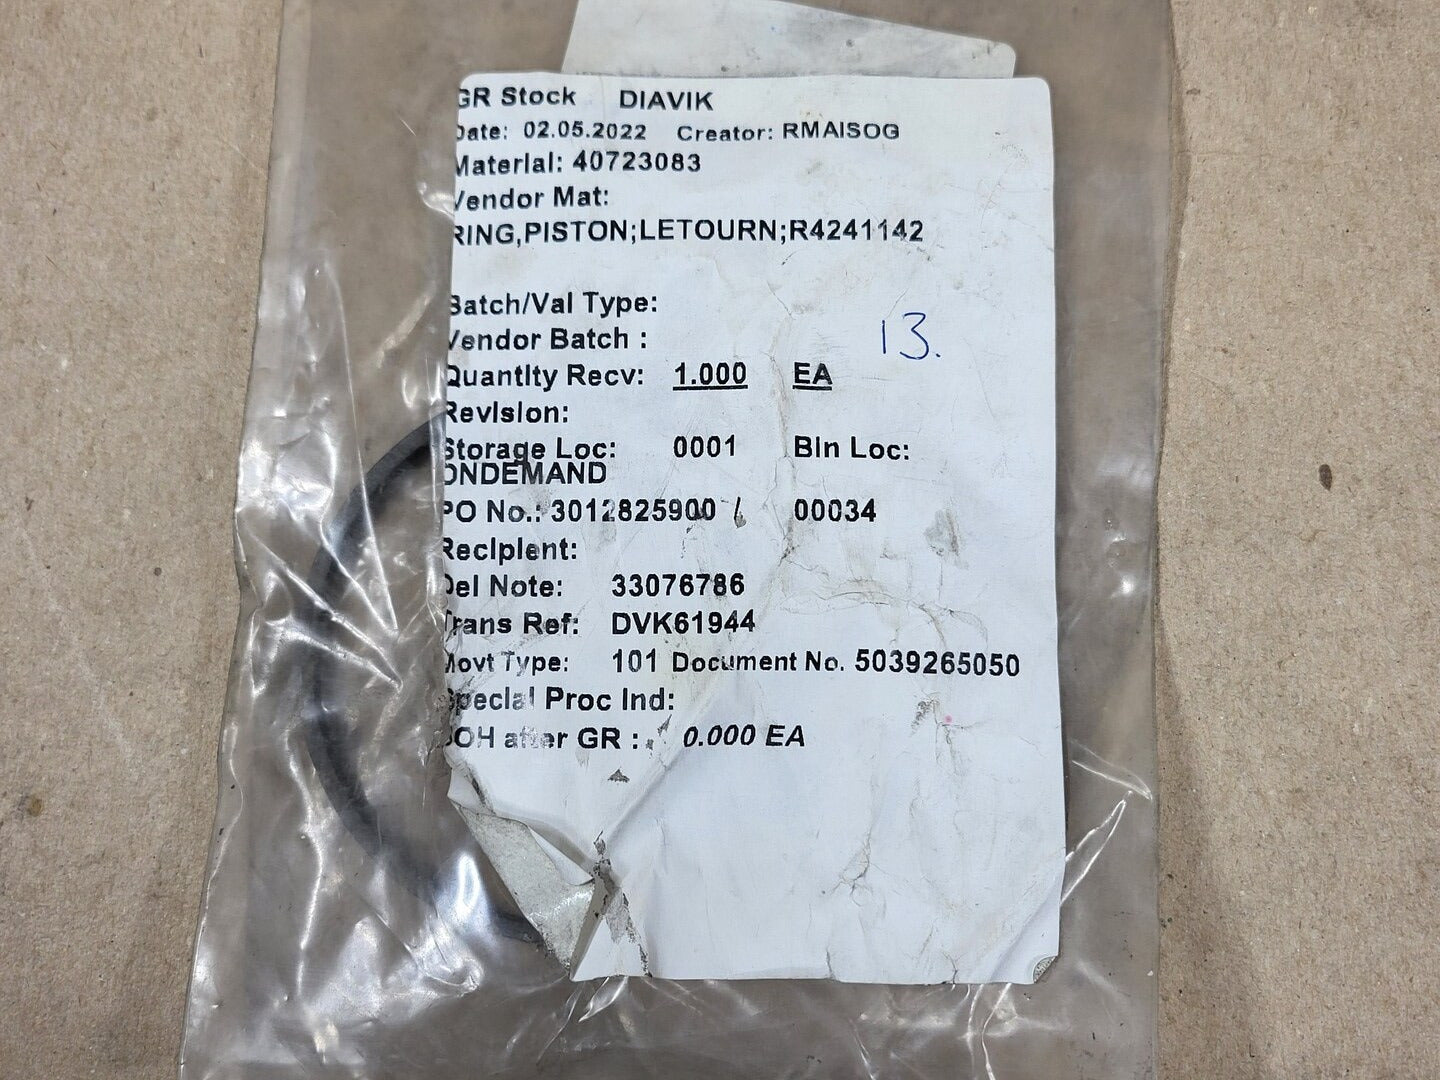 GR Stock DIAVIK
Date: 02.05.2022 Creator: RMAISOG
Material: 40723083
Vendor Mat:
RING,PISTON;LETOURN;R4241142
Batch/Val Type:
13.
Vendor Batch :
Quantity Recv: 1.000 EA
Revision:
Storage Loc: 0001 Bin Loc:
ONDEMAND
PO No.: 3012825900 / 00034
Recipient:
Del Note: 33076786
Trans Ref: DVK61944
Movt Type: 101 Document No. 5039265050
Special Proc Ind:
SOH after GR : 0.000 EA